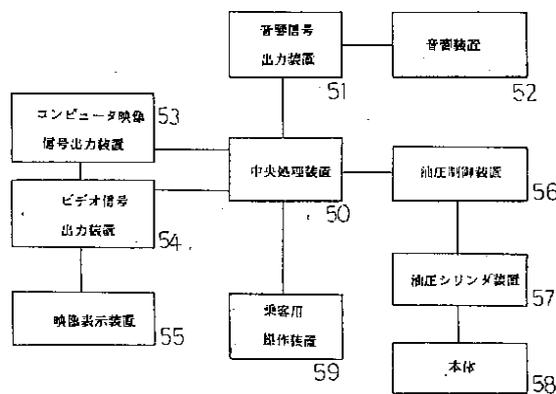 音響信号
出力装置
51
音響装置
52
コンピュータ映像
信号出力装置
53
中央処理装置
50
油圧制御装置
56
ビデオ信号
出力装置
54
油圧シリンダ装置
57
映像表示装置
55
乗客用
操作装置
59
本体
58